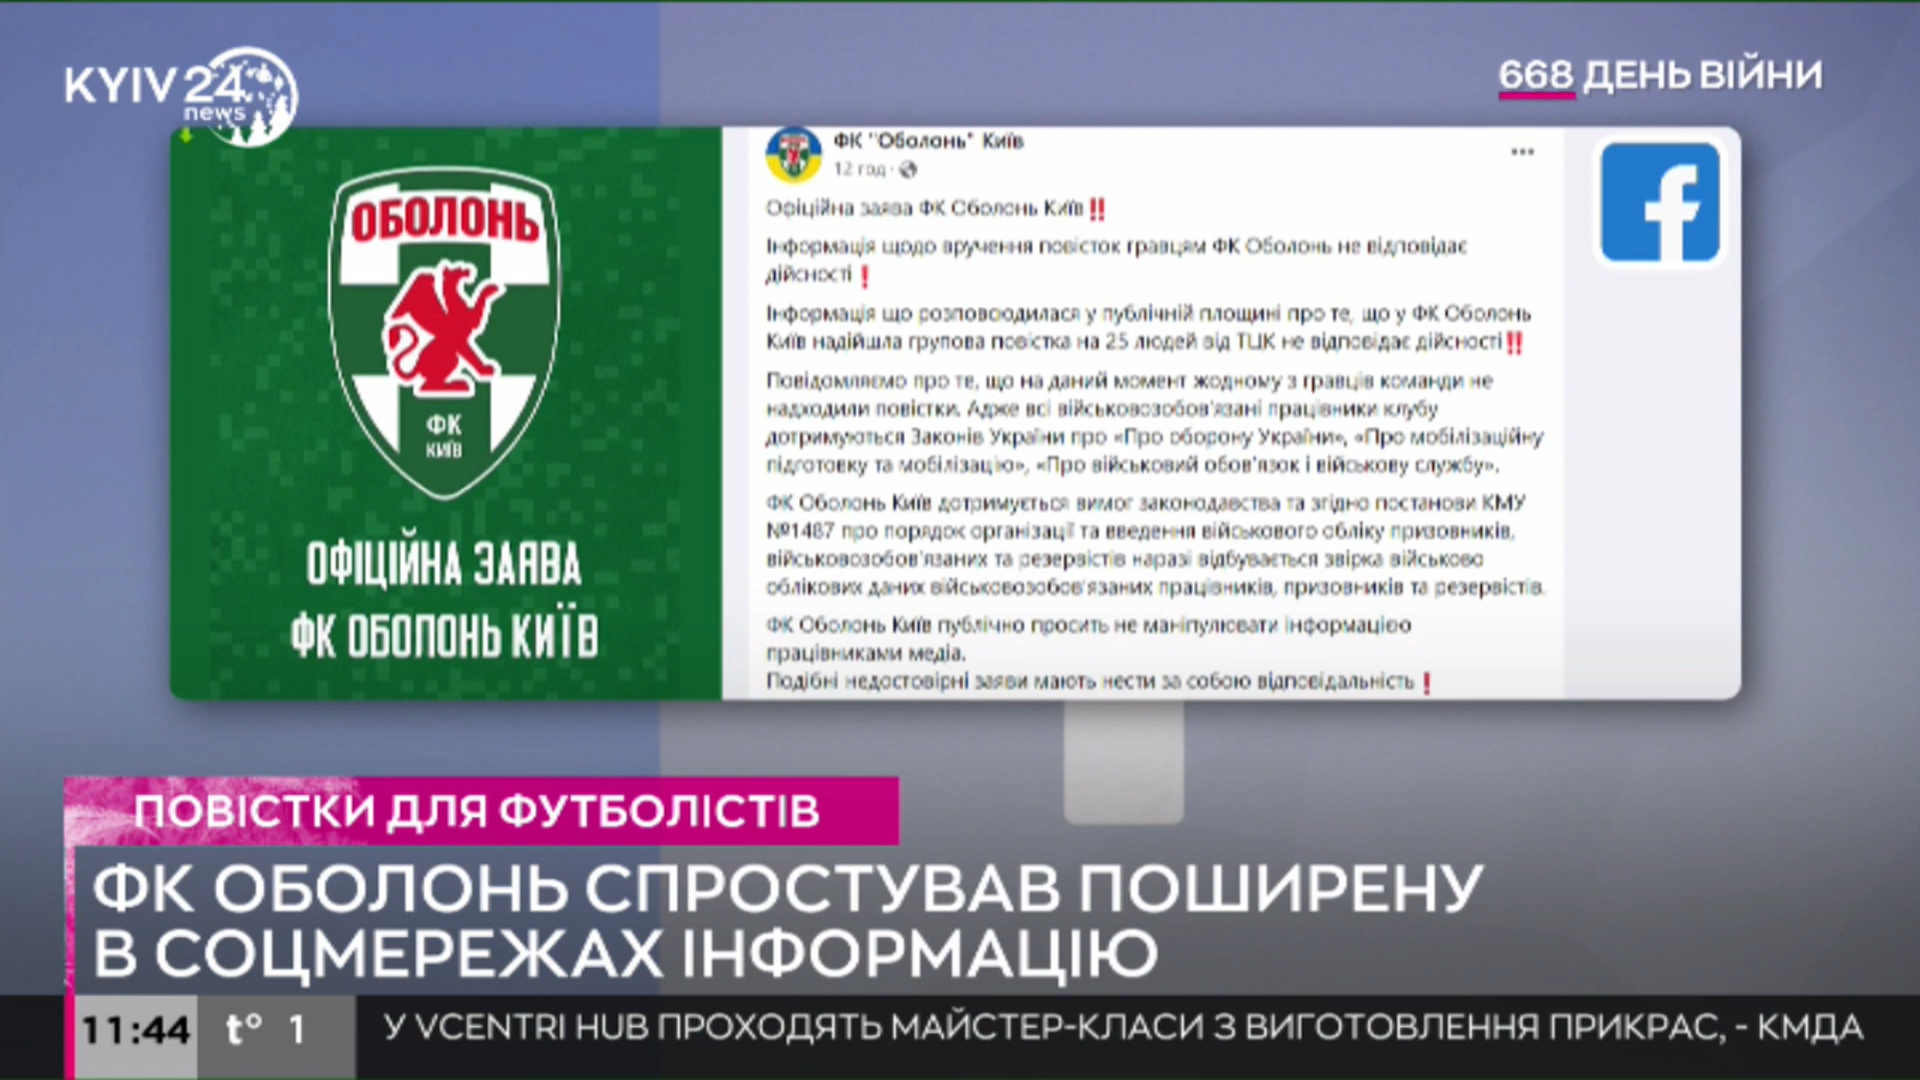 KYIV 24
news
668 ДЕНЬ ВІЙНИ
ОБОЛОНЬ
ФК
КИЇВ
ОФІЦІЙНА ЗАЯВА
ФК ОБОЛОНЬ КИЇВ
ФК "Оболонь" Київ
12 год ·
Офіційна заява ФК Оболонь Київ‼
Інформація щодо вручення повісток гравцям ФК Оболонь не відповідає
дійсності❗
Інформація що розповсюдилася у публічній площині про те, що у ФК Оболонь
Київ надійшла групова повістка на 25 людей від ТЦК не відповідає дійсності‼
Повідомляємо про те, що на даний момент жодному з гравців команди не
надходили повістки. Адже всі військовозобов'язані працівники клубу
дотримуються Законів України про «Про оборону України», «Про мобілізаційну
підготовку та мобілізацію», «Про військовий обов'язок і військову службу».
ФК Оболонь Київ дотримується вимог законодавства та згідно постанови КМУ
№1487 про порядок організації та введення військового обліку призовників,
військовозобов'язаних та резервістів наразі відбувається звірка військово
облікових даних військовозобов'язаних працівників, призовників та резервістів.
ФК Оболонь Київ публічно просить не маніпулювати інформацією
працівниками медіа.
Подібні недостовірні заяви мають нести за собою відповідальність❗
ПОВІСТКИ ДЛЯ ФУТБОЛІСТІВ
ФК ОБОЛОНЬ СПРОСТУВАВ ПОШИРЕНУ
В СОЦМЕРЕЖАХ ІНФОРМАЦІЮ
11:44 t° 1 У VCENTRI HUB ПРОХОДЯТЬ МАЙСТЕР-КЛАСИ З ВИГОТОВЛЕННЯ ПРИКРАС, - КМДА